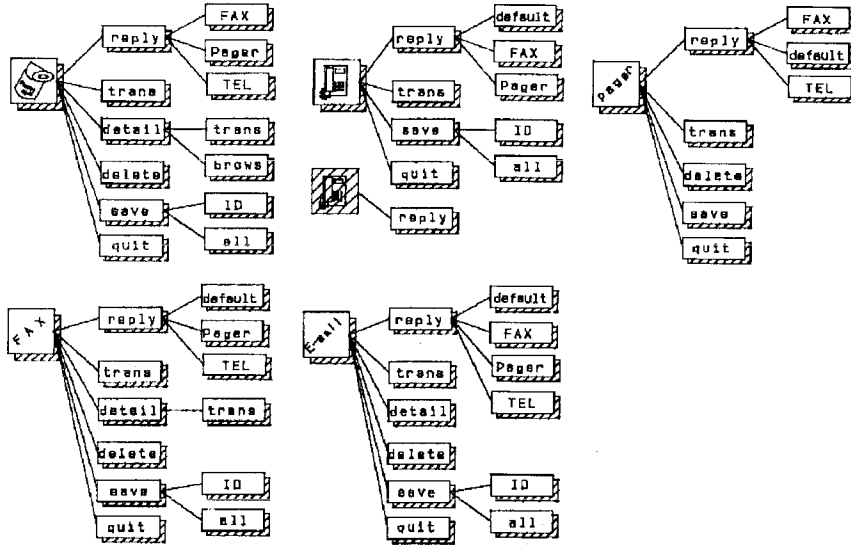 reply
FAX
Pager
TEL
trans
detail
trans
brows
delete
save
ID
all
quit
reply
default
FAX
Pager
trans
save
ID
all
quit
reply
pager
reply
FAX
default
TEL
trans
delete
save
quit
FAX
reply
default
Pager
TEL
trans
detail
trans
delete
save
ID
all
quit
E-mail
reply
default
FAX
Pager
TEL
trans
detail
delete
save
ID
all
quit